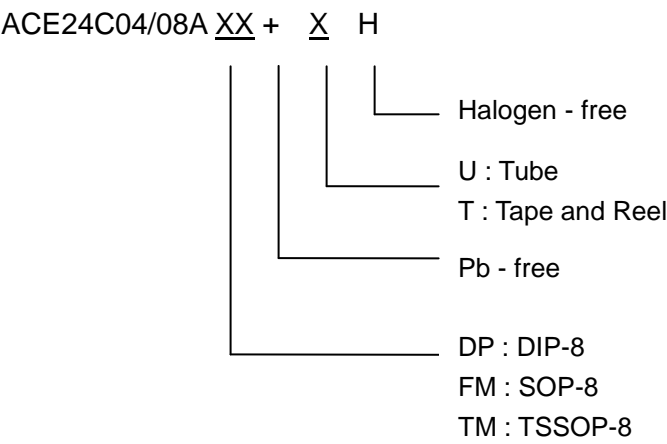 ACE24C04/08A XX + X H
Halogen - free
U : Tube
T : Tape and Reel
Pb - free
DP : DIP-8
FM : SOP-8
TM : TSSOP-8